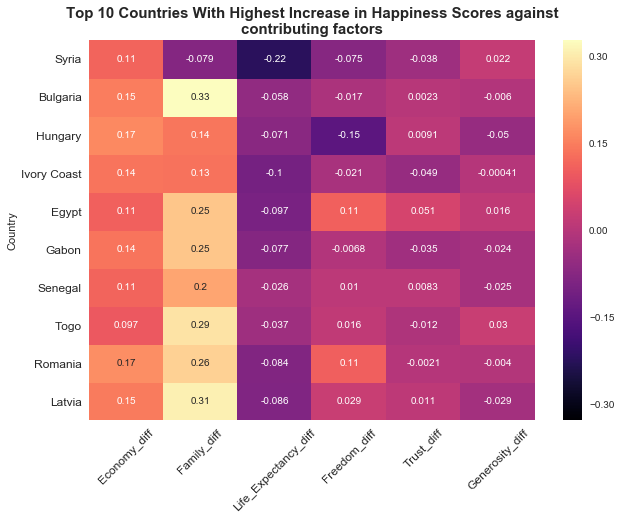 Top 10 Countries With Highest Increase in Happiness Scores against
contributing factors
Country
Syria 0.11 -0.079 -0.22 -0.075 -0.038 0.022
Bulgaria 0.15 0.33 -0.058 -0.017 0.0023 -0.006
Hungary 0.17 0.14 -0.071 -0.15 0.0091 -0.05
Ivory Coast 0.14 0.13 -0.1 -0.021 -0.049 -0.00041
Egypt 0.11 0.25 -0.097 0.11 0.051 0.016
Gabon 0.14 0.25 -0.077 -0.0068 -0.035 -0.024
Senegal 0.11 0.2 -0.026 0.01 0.0083 -0.025
Togo 0.097 0.29 -0.037 0.016 -0.012 0.03
Romania 0.17 0.26 -0.084 0.11 -0.0021 -0.004
Latvia 0.15 0.31 -0.086 0.029 0.011 -0.029
Economy_diff Family_diff Life_Expectancy_diff Freedom_diff Trust_diff Generosity_diff
0.30
0.15
0.00
−0.15
−0.30